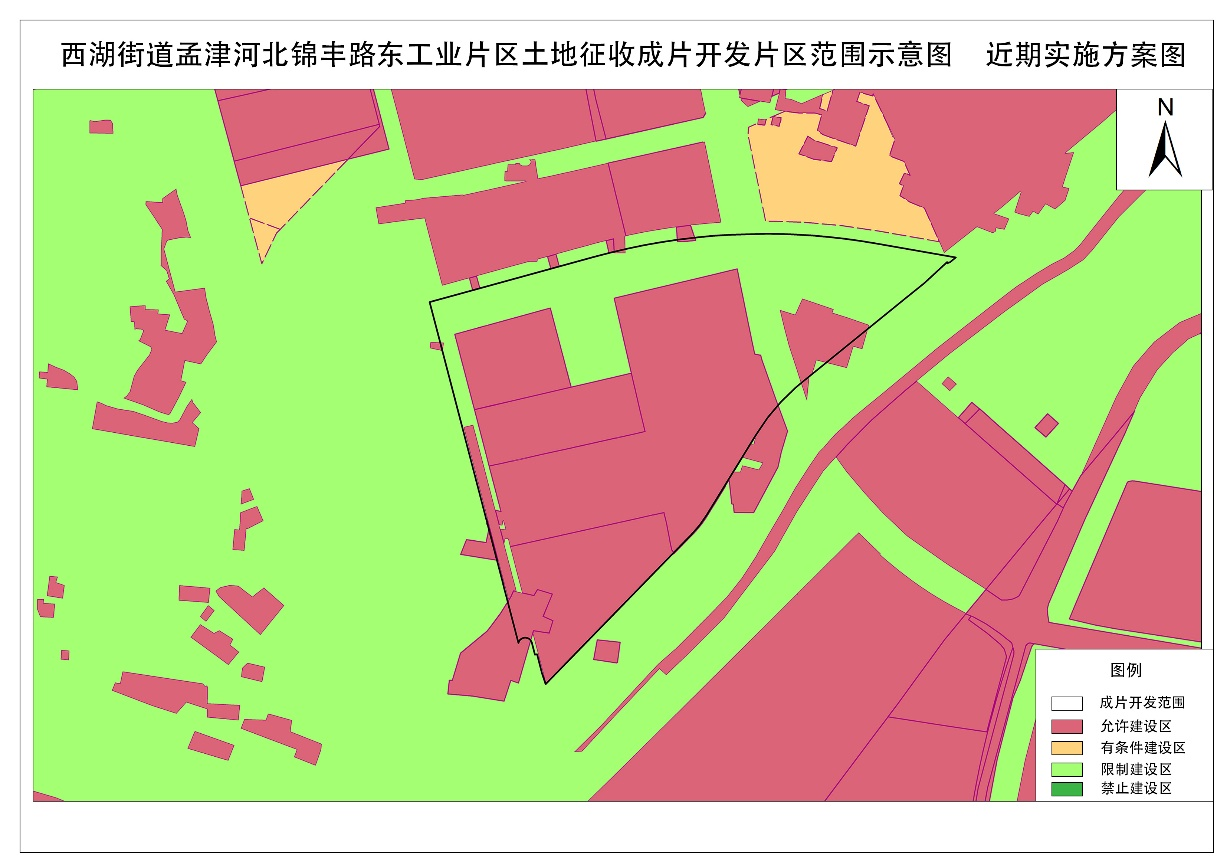 西湖街道孟津河北锦丰路东工业片区土地征收成片开发片区范围示意图 近期实施方案图
N
图例
成片开发范围
允许建设区
有条件建设区
限制建设区
禁止建设区